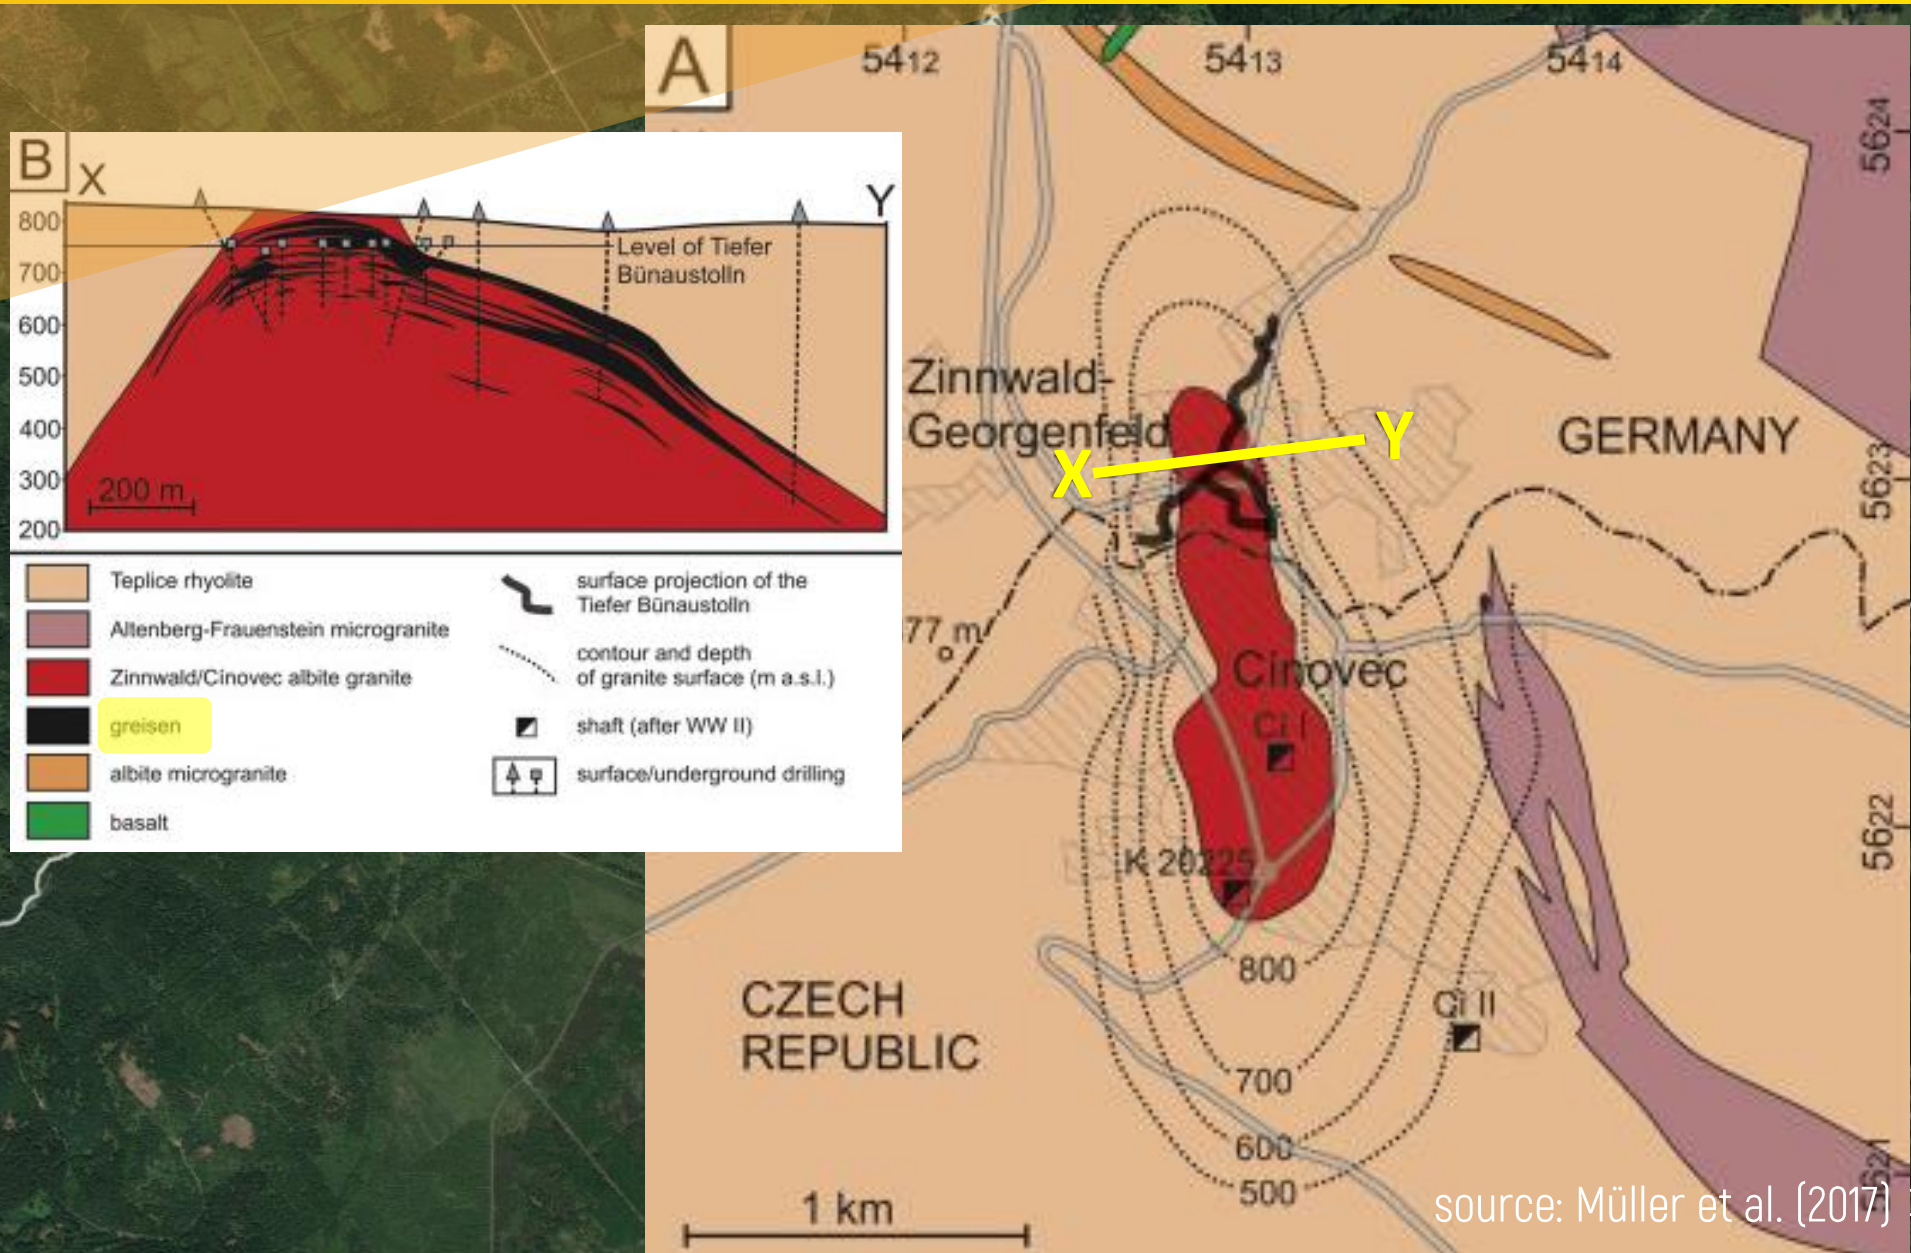 A
5412
5413
5414
5624
B
X
Y
800
700
600
500
400
300
200
Level of Tiefer
Bünaustolln
200 m
Teplice rhyolite
Altenberg-Frauenstein microgranite
Zinnwald/Cinovec albite granite
greisen
albite microgranite
basalt
surface projection of the
Tiefer Bünaustolln
contour and depth
of granite surface (m a.s.l.)
shaft (after WW II)
surface/underground drilling
Zinnwald-
Georgenfeld
X
Y
GERMANY
5623
77 m
Cínovec
Ci I
5622
K 20225
800
CZECH
REPUBLIC
Ci II
700
600
500
5621
1 km
source: Müller et al. (2017)